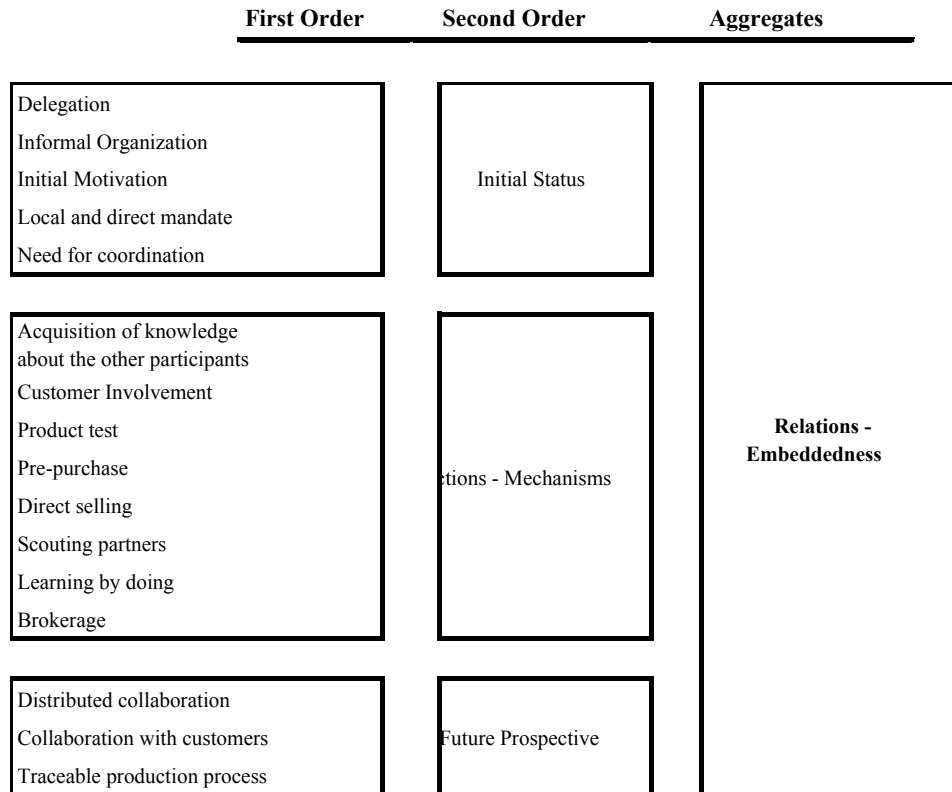 First Order Second Order Aggregates
Delegation
Informal Organization
Initial Motivation
Local and direct mandate
Need for coordination
Initial Status
Acquisition of knowledge
about the other participants
Customer Involvement
Product test
Pre-purchase
Direct selling
Scouting partners
Learning by doing
Brokerage
ctions - Mechanisms
Relations -
Embeddedness
Distributed collaboration
Collaboration with customers
Traceable production process
Future Prospective